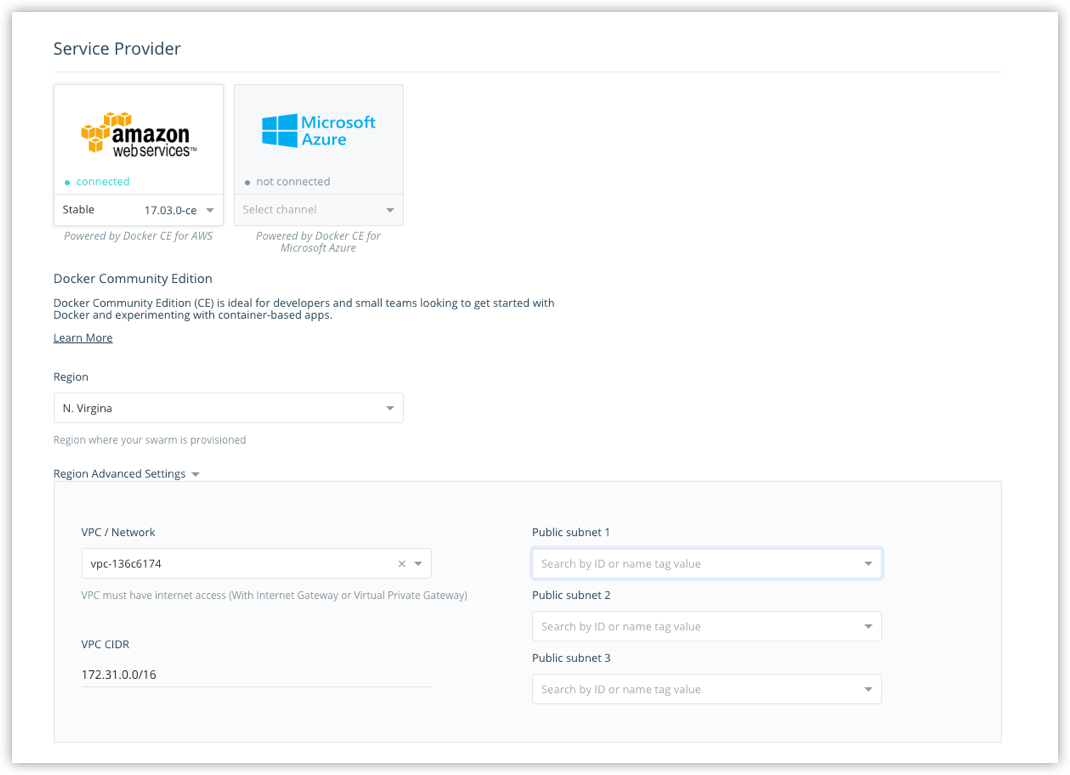 Service Provider
amazon
web services™
Microsoft
Azure
connected
not connected
Stable 17.03.0-ce
Select channel
Powered by Docker CE for AWS
Powered by Docker CE for
Microsoft Azure
Docker Community Edition
Docker Community Edition (CE) is ideal for developers and small teams looking to get started with
Docker and experimenting with container-based apps.
Learn More
Region
N. Virgina
Region where your swarm is provisioned
Region Advanced Settings
VPC / Network
vpc-136c6174
VPC must have internet access (With Internet Gateway or Virtual Private Gateway)
VPC CIDR
172.31.0.0/16
Public subnet 1
Search by ID or name tag value
Public subnet 2
Search by ID or name tag value
Public subnet 3
Search by ID or name tag value